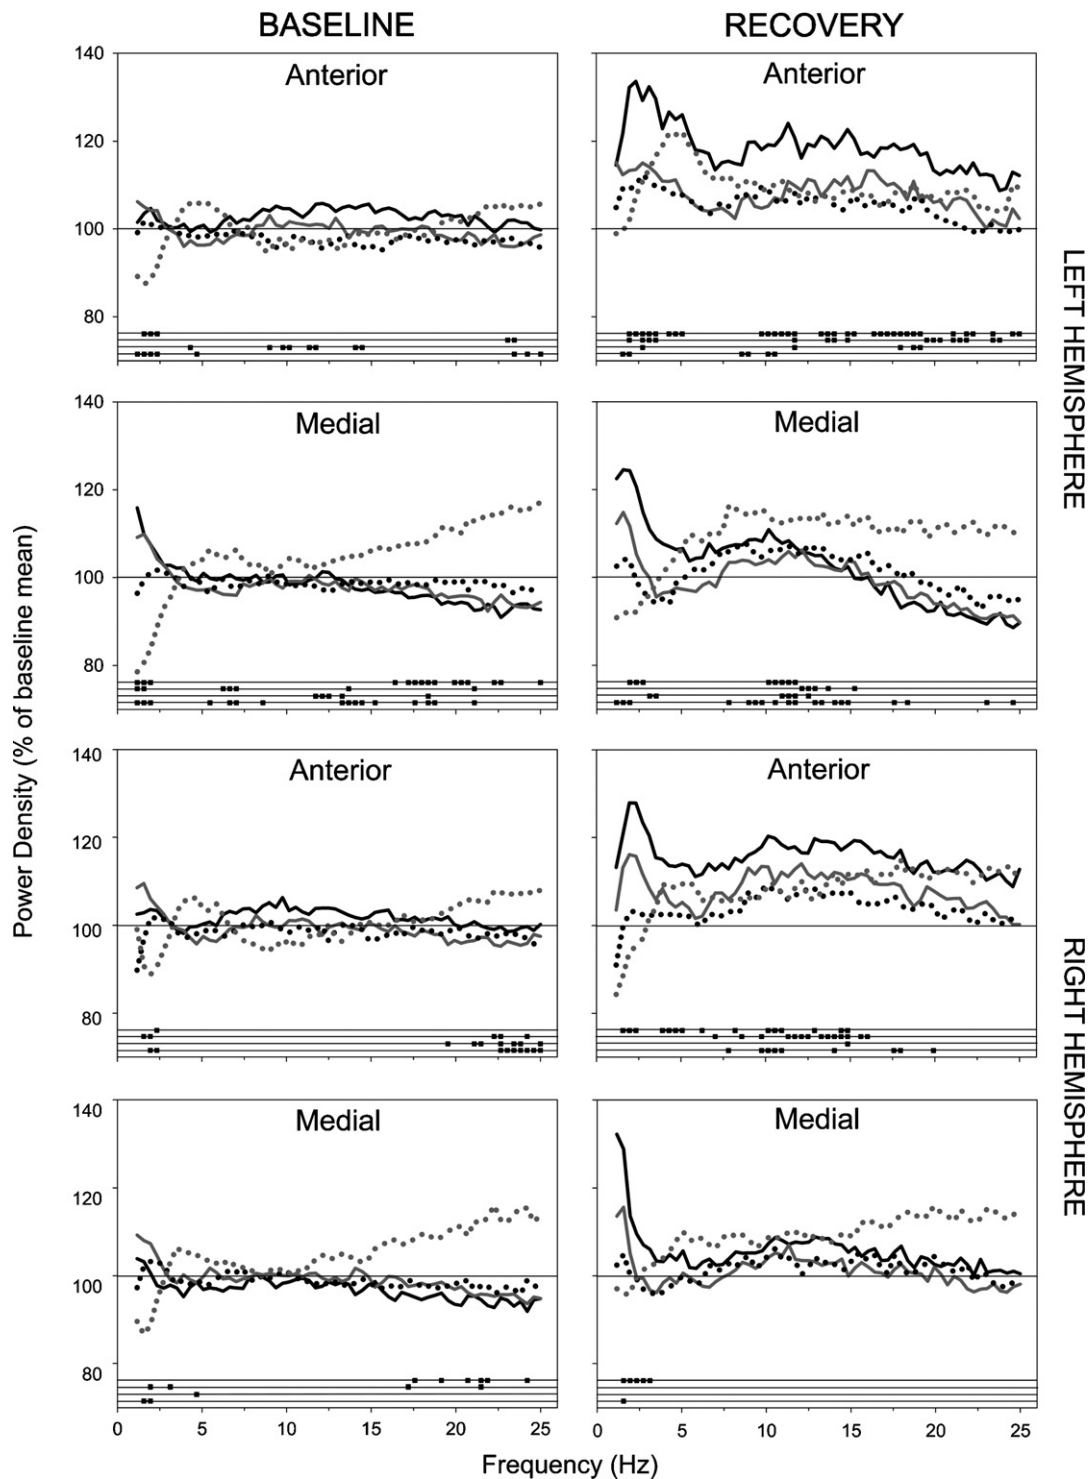 BASELINE RECOVERY
140 Anterior Anterior
120
100
80
LEFT HEMISPHERE
140 Medial Medial
120
100
80
Power Density (% of baseline mean)
140 Anterior Anterior
120
100
80
RIGHT HEMISPHERE
140 Medial Medial
120
100
80
0 5 10 15 20 25 0 5 10 15 20 25
Frequency (Hz)